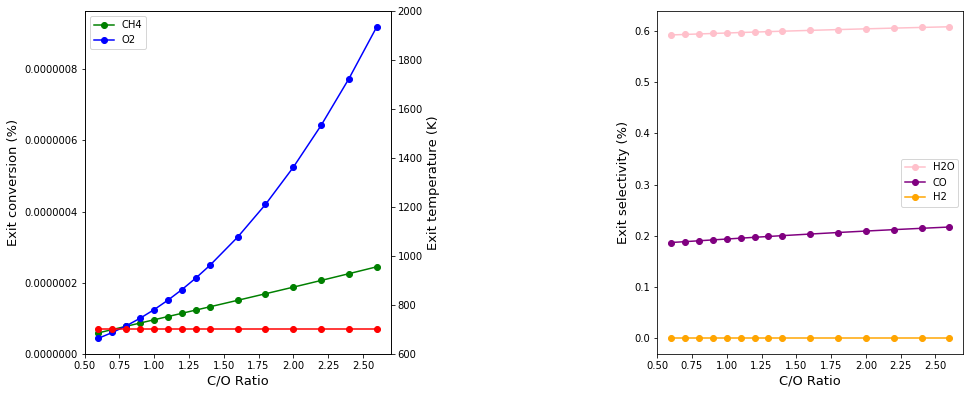 CH4
O2
Exit conversion (%)
0.0000008
0.0000006
0.0000004
0.0000002
0.0000000
0.50 0.75 1.00 1.25 1.50 1.75 2.00 2.25 2.50
C/O Ratio
2000
1800
1600
1400
1200
1000
800
600
Exit temperature (K)
Exit selectivity (%)
0.6
0.5
0.4
0.3
0.2
0.1
0.0
H2O
CO
H2
0.50 0.75 1.00 1.25 1.50 1.75 2.00 2.25 2.50
C/O Ratio